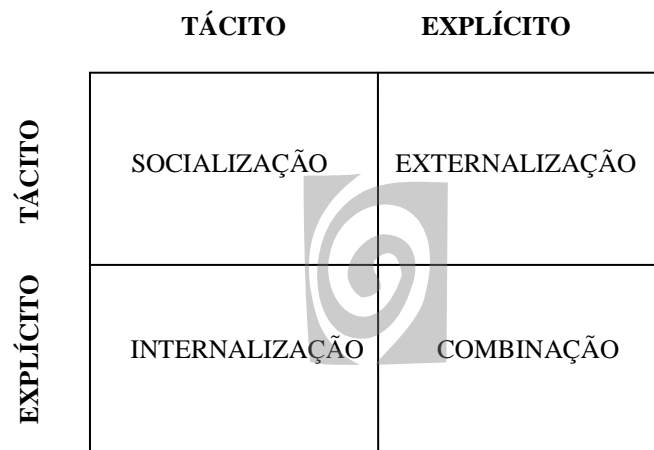 TÁCITO EXPLÍCITO
TÁCITO
SOCIALIZAÇÃO EXTERNALIZAÇÃO
EXPLÍCITO
INTERNALIZAÇÃO COMBINAÇÃO